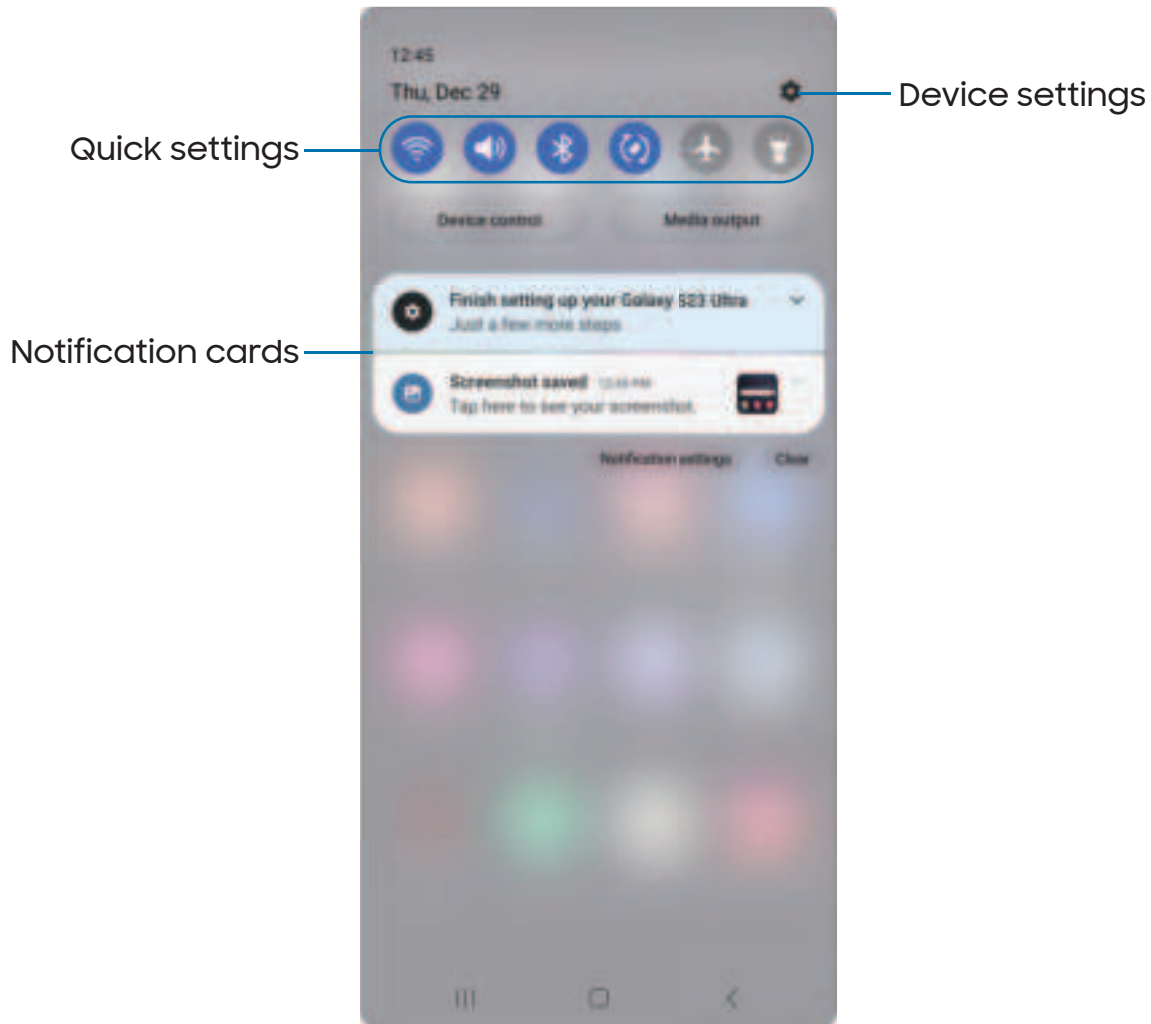 12:45
Thu, Dec 29
Device settings
Quick settings
Device control
Media output
Finish setting up your Galaxy S23 Ultra
Just a few more steps
Notification cards
Screenshot saved
Tap here to see your screenshot.
Notification settings
Clear